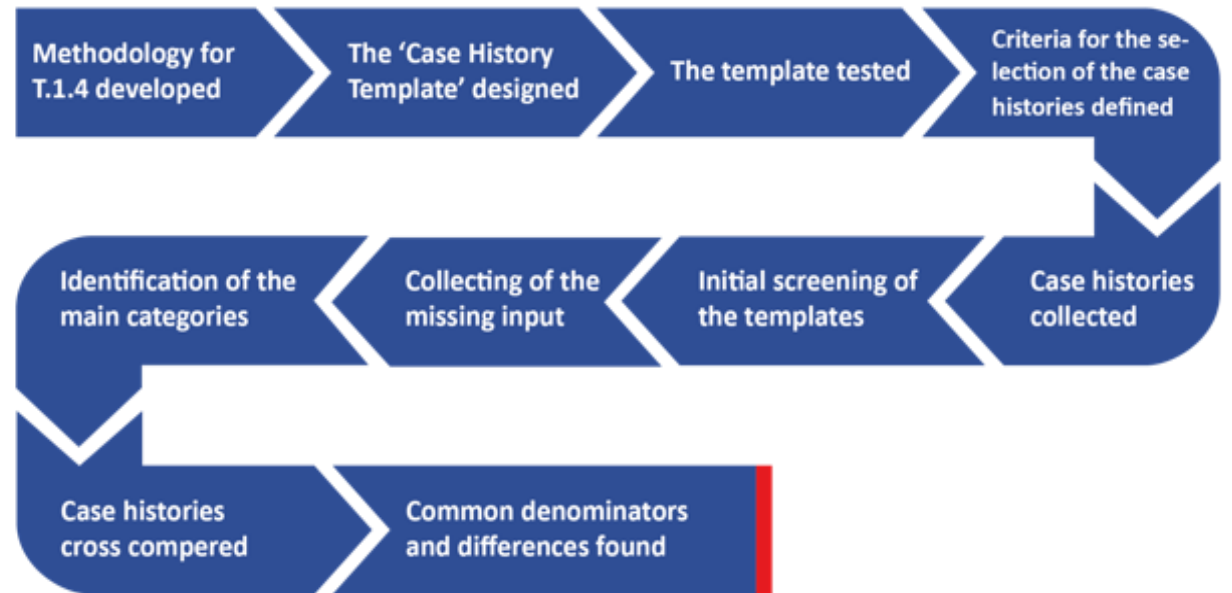 Methodology for
T.1.4 developed
The ‘Case History
Template’ designed
The template tested
Criteria for the se-
lection of the case
histories defined
Case histories
collected
Initial screening of
the templates
Collecting of the
missing input
Identification of the
main categories
Case histories
cross compered
Common denominators
and differences found